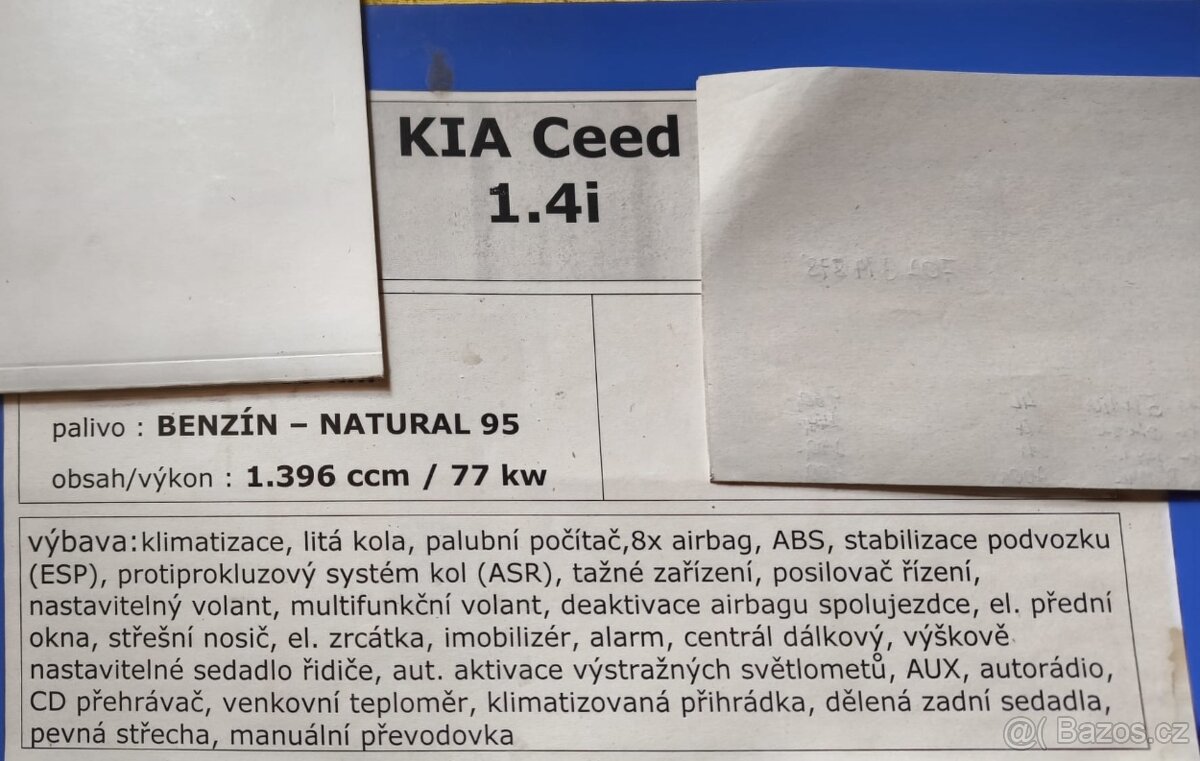 KIA Ceed
1.4i
palivo : BENZÍN – NATURAL 95
obsah/výkon : 1.396 ccm / 77 kw
výbava:klimatizace, litá kola, palubní počítač,8x airbag, ABS, stabilizace podvozku
(ESP), protiprokluzový systém kol (ASR), tažné zařízení, posilovač řízení,
nastavitelný volant, multifunkční volant, deaktivace airbagu spolujezdce, el. přední
okna, střešní nosič, el. zrcátka, imobilizér, alarm, centrál dálkový, výškově
nastavitelné sedadlo řidiče, aut. aktivace výstražných světlometů, AUX, autorádio,
CD přehrávač, venkovní teploměr, klimatizovaná přihrádka, dělená zadní sedadla,
pevná střecha, manuální převodovka
@( Bazos.cz